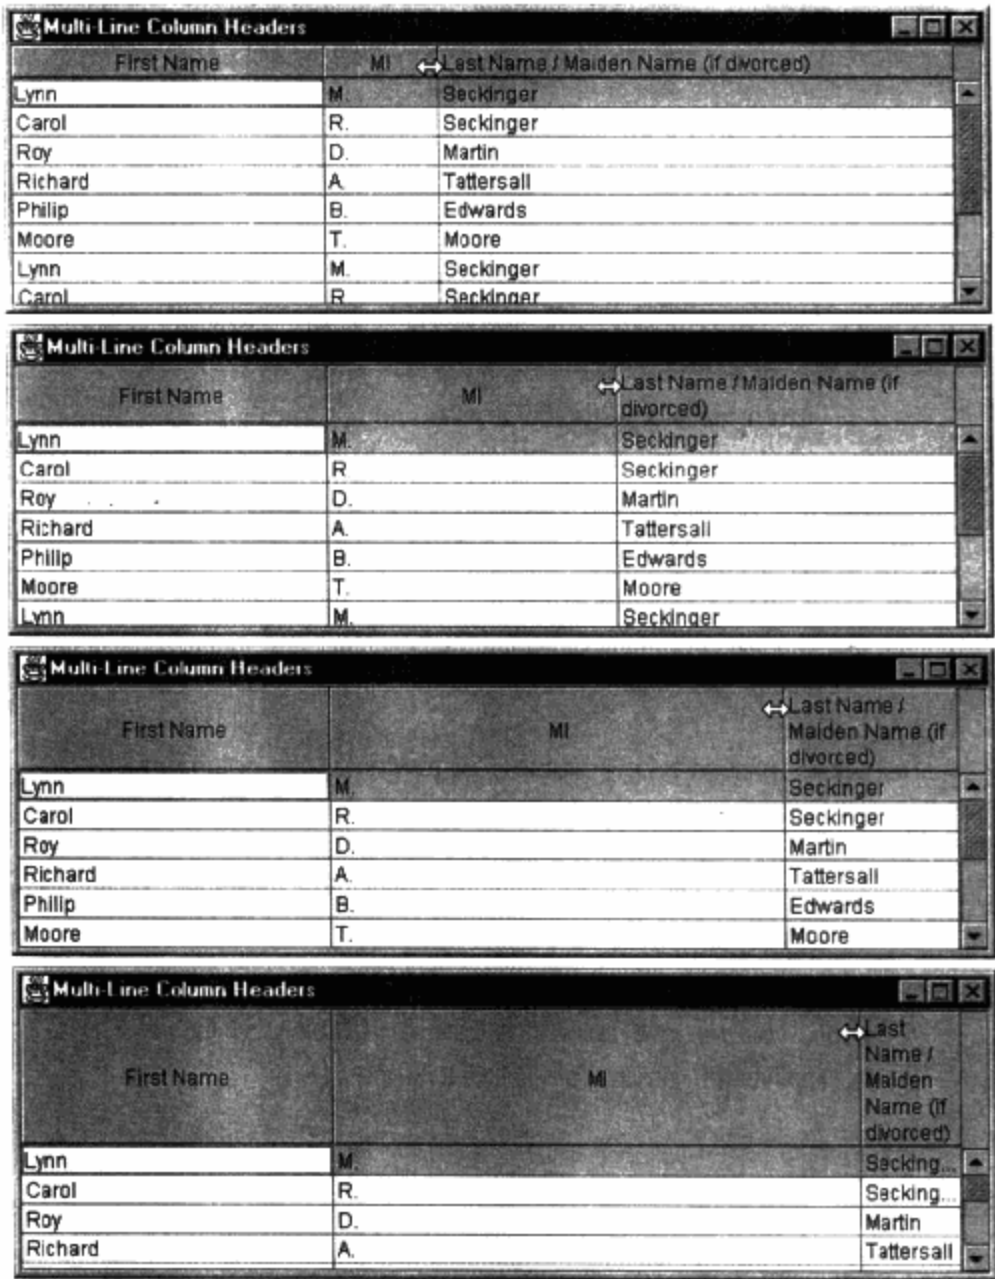 Multi-Line Column Headers
First Name MI Last Name / Maiden Name (if divorced)
Lynn M. Seckinger
Carol R. Seckinger
Roy D. Martin
Richard A. Tattersall
Philip B. Edwards
Moore T. Moore
Lynn M. Seckinger
Carol R Seckinger
Multi-Line Column Headers
First Name MI Last Name / Maiden Name (if
divorced)
Lynn M. Seckinger
Carol R Seckinger
Roy D. Martin
Richard A. Tattersall
Philip B. Edwards
Moore T. Moore
Lynn M. Seckinger
Multi-Line Column Headers
First Name MI Last Name /
Maiden Name (if
divorced)
Lynn M. Seckinger
Carol R. Seckinger
Roy D. Martin
Richard A. Tattersall
Philip B. Edwards
Moore T. Moore
Multi-Line Column Headers
First Name MI Last
Name /
Maiden
Name (if
divorced)
Lynn M. Secking...
Carol R. Secking...
Roy D. Martin
Richard A. Tattersall